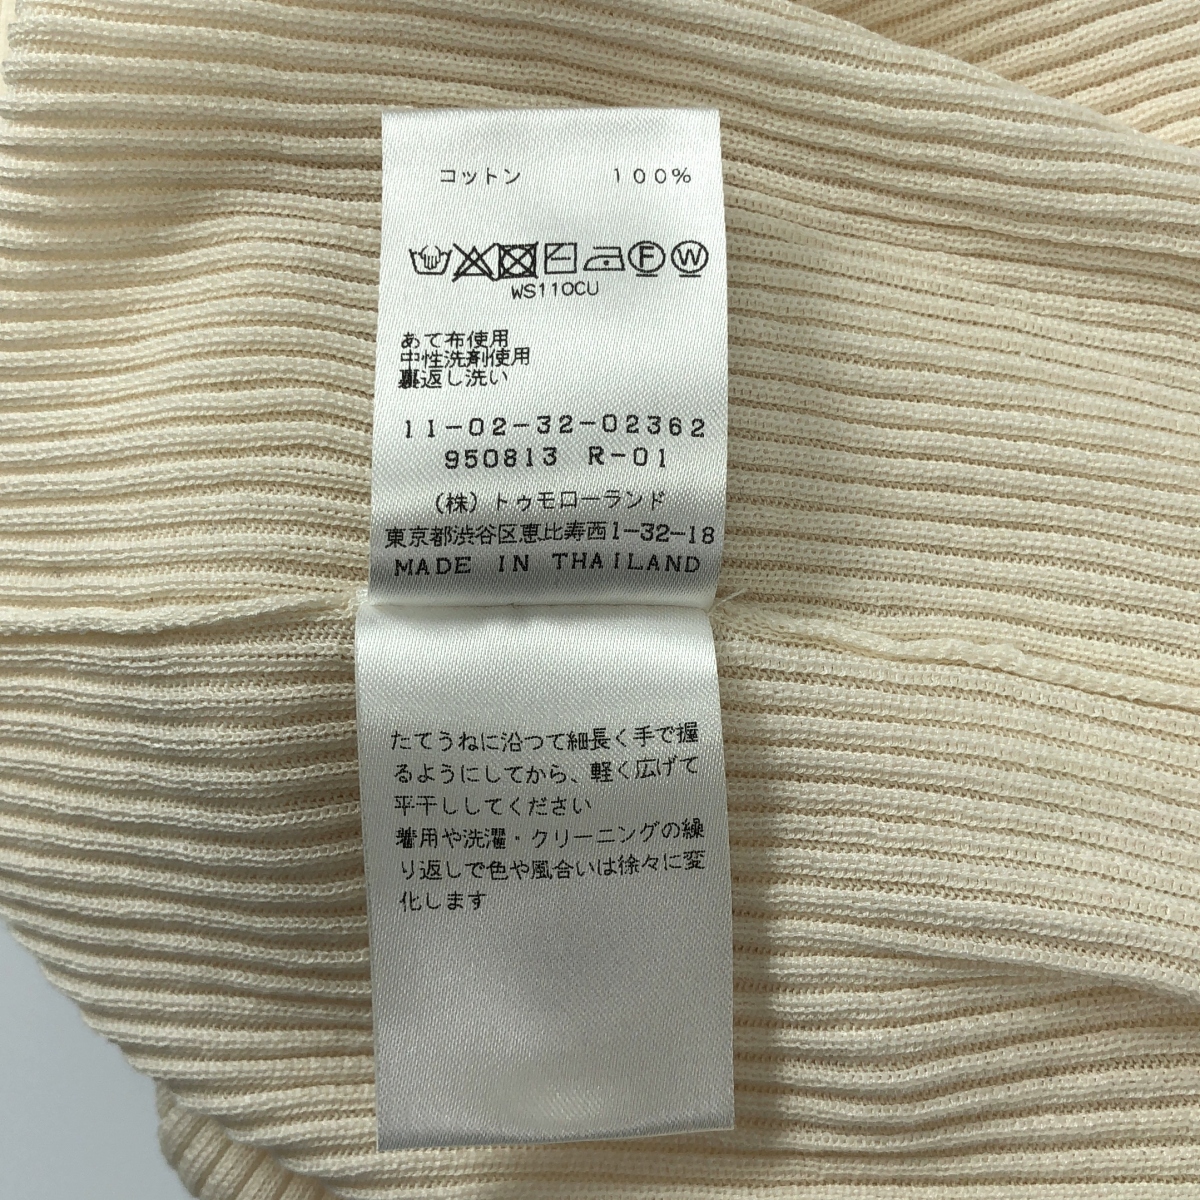 コットン 100%
F W
WS110CU
あて布使用
中性洗剤使用
裏返し洗い
11-02-32-02362
950813 R-01
(株)トゥモローランド
東京都渋谷区恵比寿西1-32-18
MADE IN THAILAND
たてうねに沿つて細長く手で握
るようにしてから、軽く広げて
平干ししてください
着用や洗濯・クリーニングの繰
り返しで色や風合いは徐々に変
化します